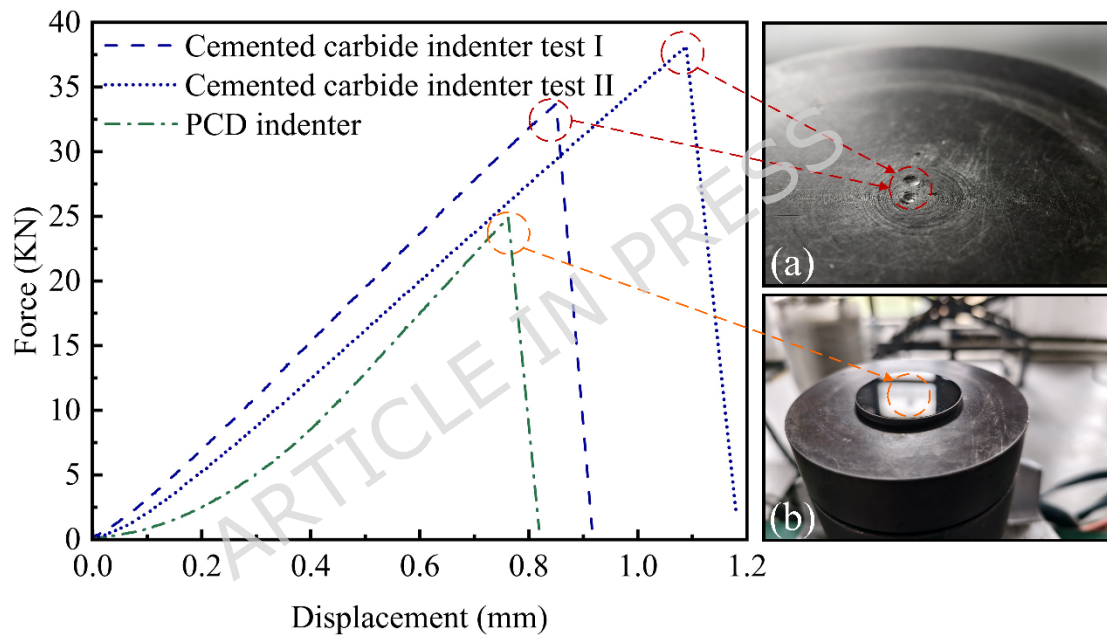 40
35
30
25
20
15
10
5
0
Force (KN)
Cemented carbide indenter test I
Cemented carbide indenter test II
PCD indenter
0.0 0.2 0.4 0.6 0.8 1.0 1.2
Displacement (mm)
(a)
(b)
ARTICLE IN PRESS